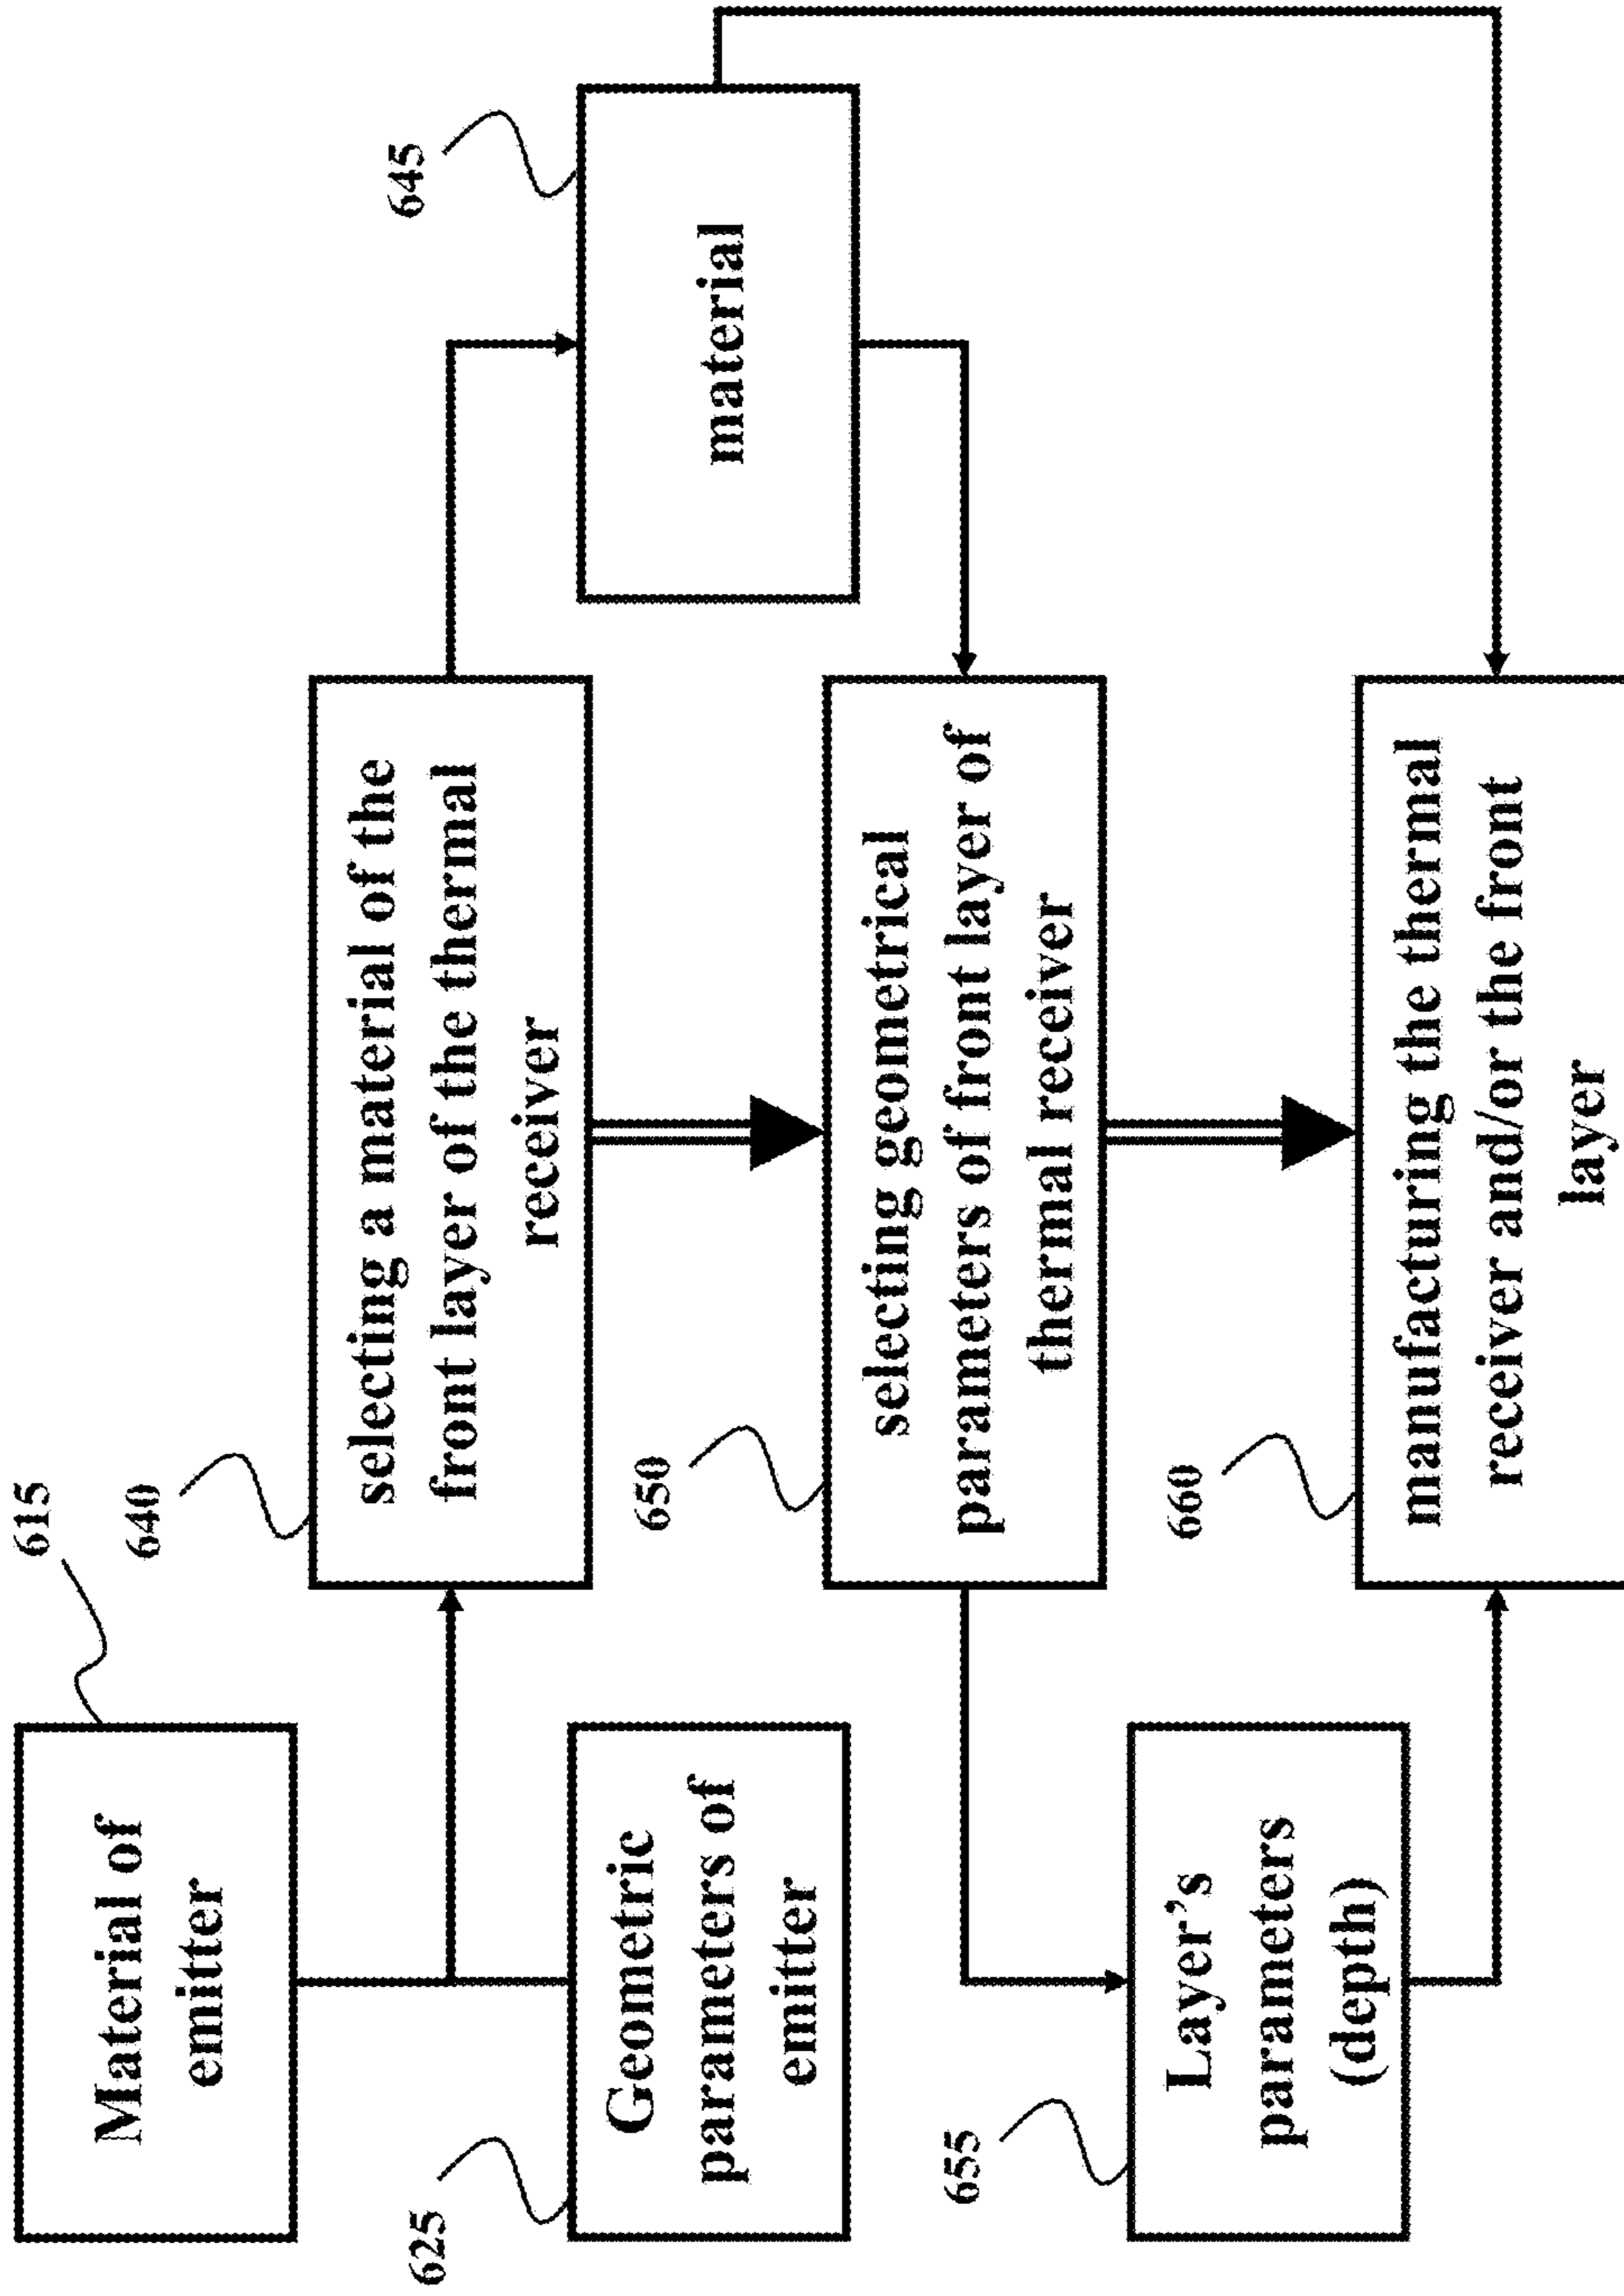 615
Material of
emitter
640
selecting a material of the
front layer of the thermal
receiver
645
material
625
Geometric
parameters of
emitter
650
selecting geometrical
parameters of front layer of
thermal receiver
655
Layer's
parameters
(depth)
660
manufacturing the thermal
receiver and/or the front
layer